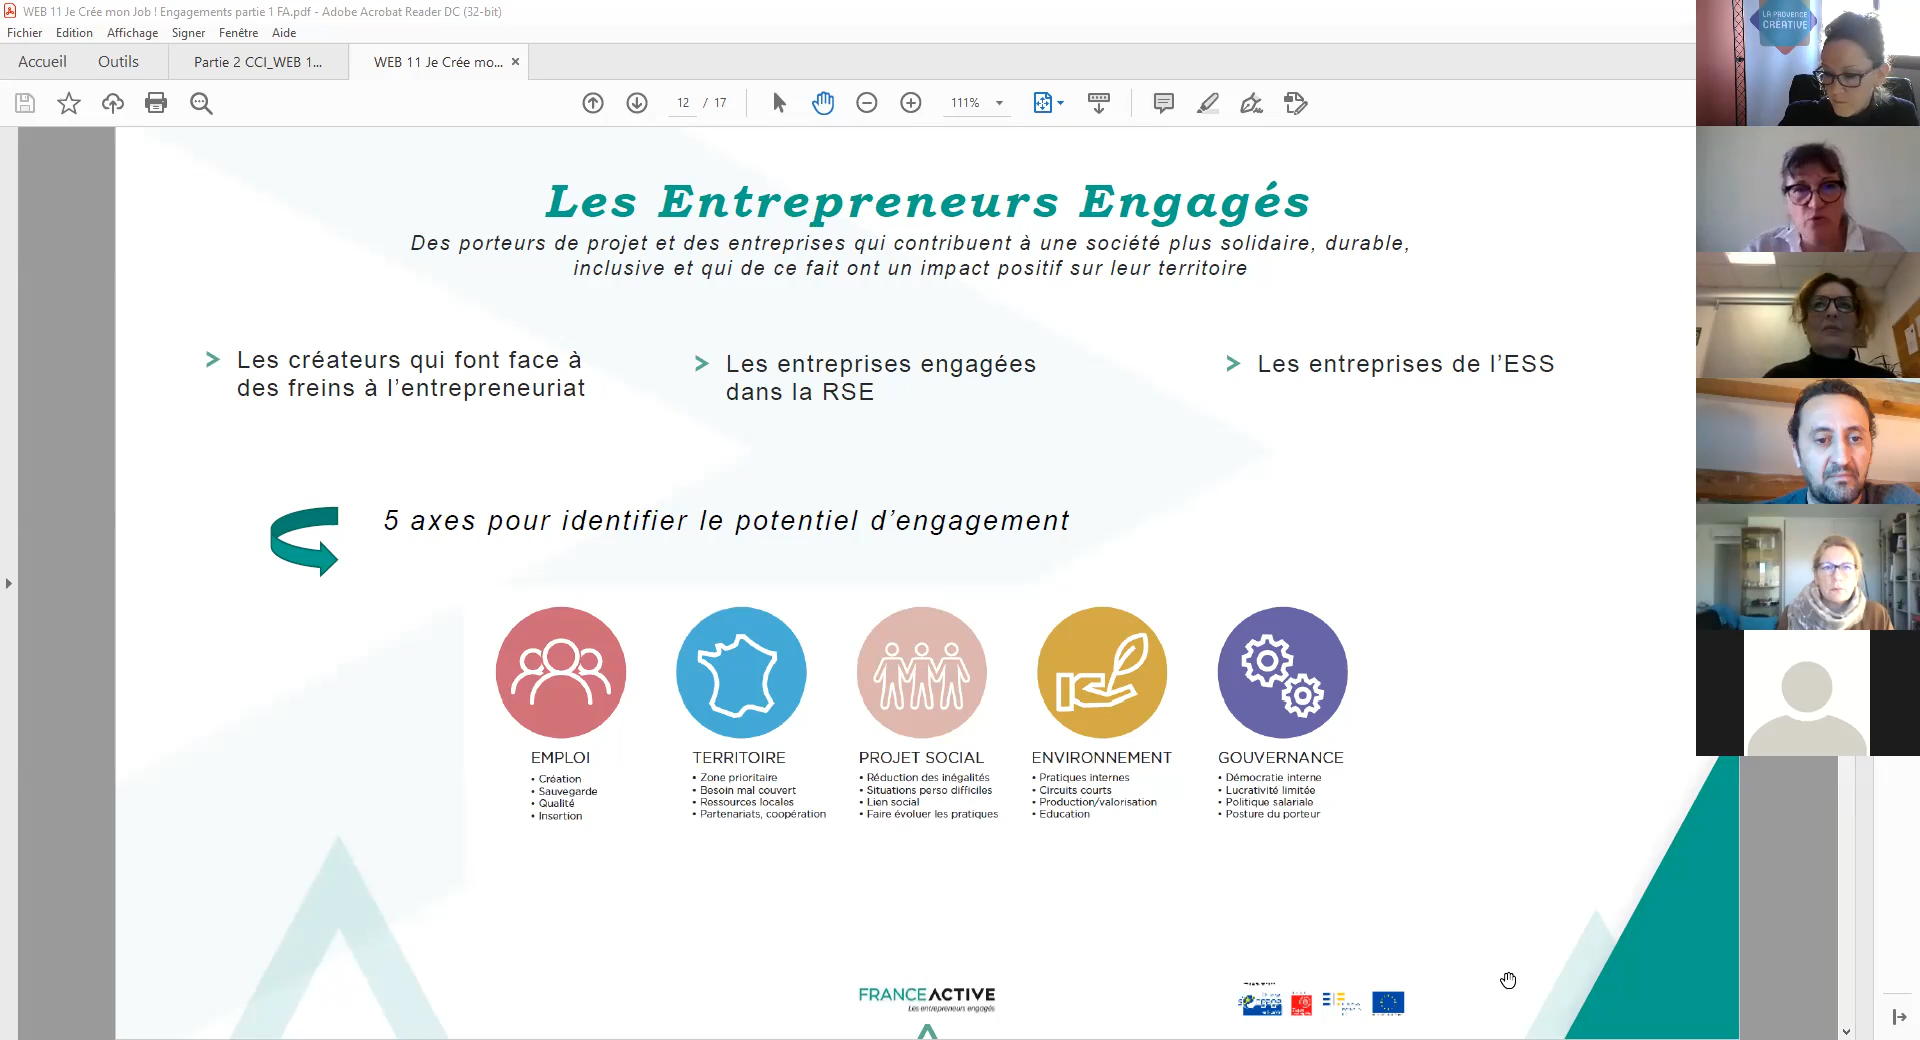 WEB 11 Je Crée mon Job ! Engagements partie 1 FA.pdf - Adobe Acrobat Reader DC (32-bit)
Fichier Edition Affichage Signer Fenêtre Aide
Accueil Outils Partie 2 CCI_WEB 1... WEB 11 Je Crée mo... ×
12 / 17 111%
LA PROVENCE
CRÉATIVE
Les Entrepreneurs Engagés
Des porteurs de projet et des entreprises qui contribuent à une société plus solidaire, durable,
inclusive et qui de ce fait ont un impact positif sur leur territoire
> Les créateurs qui font face à
des freins à l’entrepreneuriat
> Les entreprises engagées
dans la RSE
> Les entreprises de l’ESS
5 axes pour identifier le potentiel d’engagement
EMPLOI
• Création
• Sauvegarde
• Qualité
• Insertion
TERRITOIRE
• Zone prioritaire
• Besoin mal couvert
• Ressources locales
• Partenariats, coopération
PROJET SOCIAL
• Réduction des inégalités
• Situations perso difficiles
• Lien social
• Faire évoluer les pratiques
ENVIRONNEMENT
• Pratiques internes
• Circuits courts
• Production/valorisation
• Education
GOUVERNANCE
• Démocratie interne
• Lucrativité limitée
• Politique salariale
• Posture du porteur
FRANCE ACTIVE
Les entrepreneurs engagés